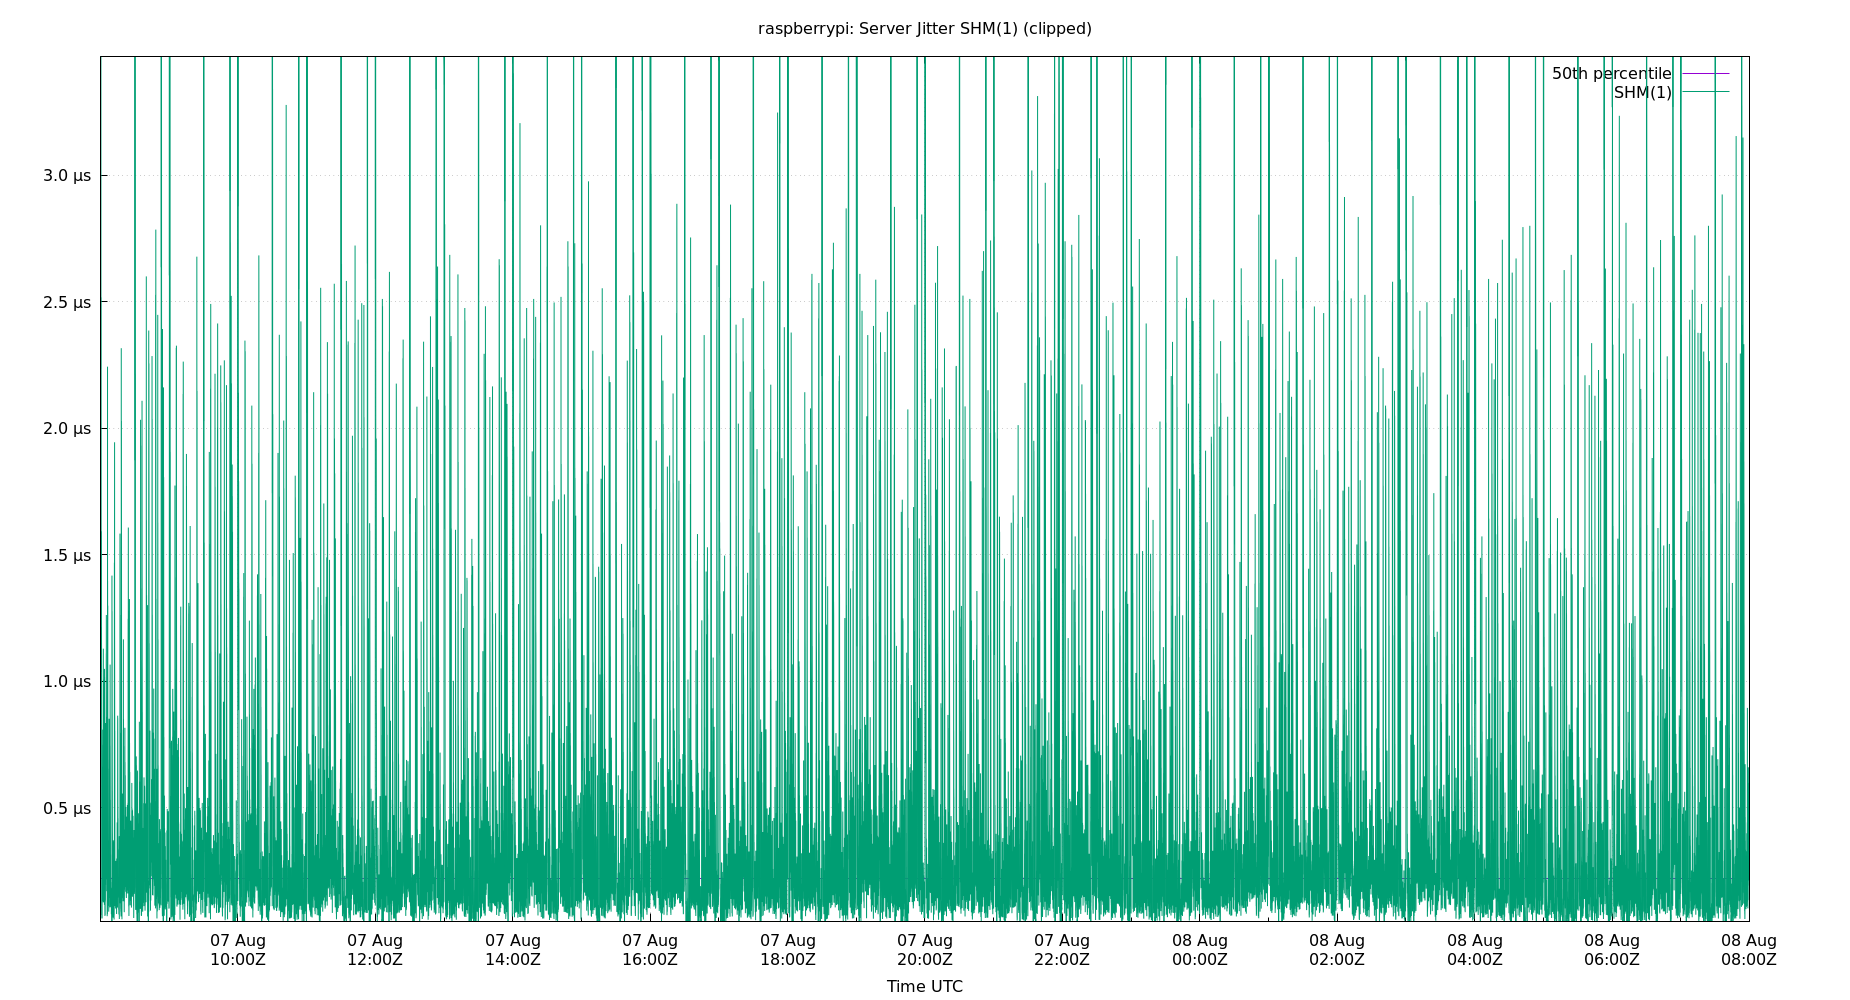 raspberrypi: Server Jitter SHM(1) (clipped)
50th percentile
SHM(1)
3.0 µs
2.5 µs
2.0 µs
1.5 µs
1.0 µs
0.5 µs
07 Aug 07 Aug 07 Aug 07 Aug 07 Aug 07 Aug 07 Aug 08 Aug 08 Aug 08 Aug 08 Aug 08 Aug
10:00Z 12:00Z 14:00Z 16:00Z 18:00Z 20:00Z 22:00Z 00:00Z 02:00Z 04:00Z 06:00Z 08:00Z
Time UTC